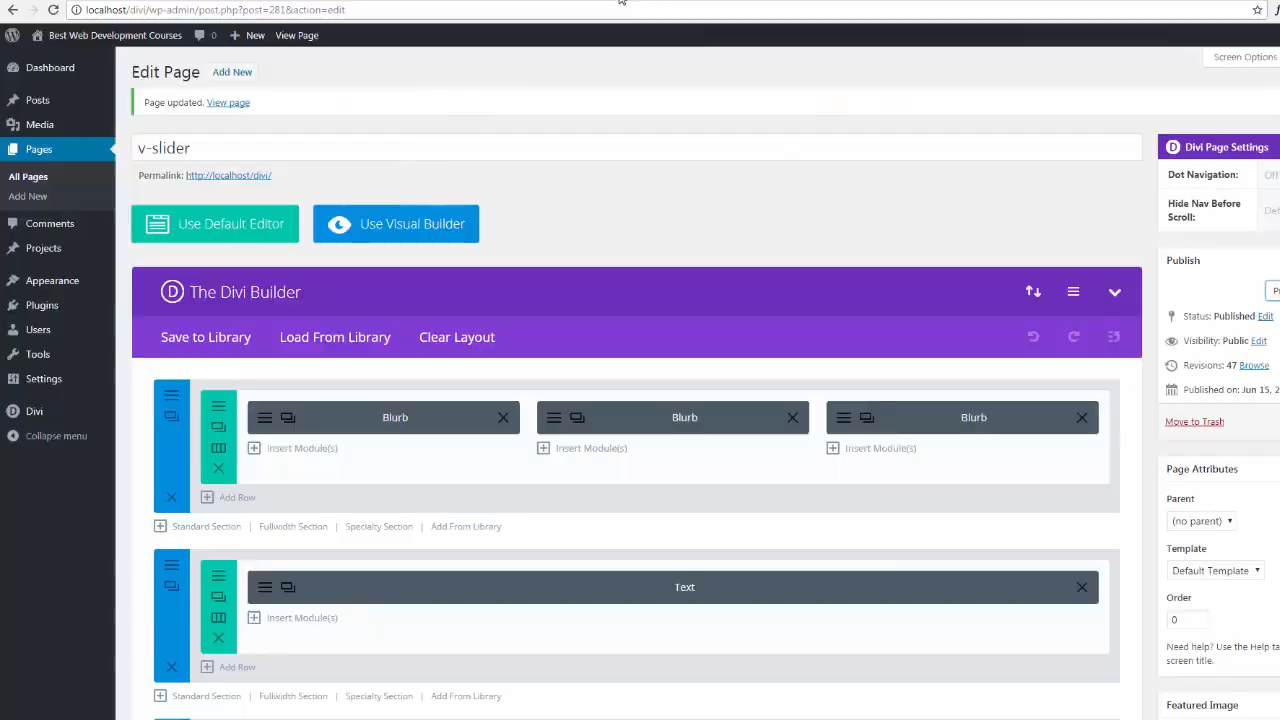 localhost/divi/wp-admin/post.php?post=281&action=edit
Best Web Development Courses
0
New
View Page
Dashboard
Posts
Media
Pages
All Pages
Add New
Comments
Projects
Appearance
Plugins
Users
Tools
Settings
Divi
Collapse menu
Screen Options
Edit Page
Add New
Page updated. View page
v-slider
Permalink: http://localhost/divi/
Use Default Editor
Use Visual Builder
D The Divi Builder
Save to Library
Load From Library
Clear Layout
Blurb
Blurb
Blurb
Insert Module(s)
Insert Module(s)
Insert Module(s)
Add Row
Standard Section | Fullwidth Section | Specialty Section | Add From Library
Text
Insert Module(s)
Add Row
Standard Section | Fullwidth Section | Specialty Section | Add From Library
D Divi Page Settings
Dot Navigation:
Off
Hide Nav Before
Scroll:
Publish
Status: Published Edit
Visibility: Public Edit
Revisions: 47 Browse
Published on: Jun 15, 2
Move to Trash
Page Attributes
Parent
(no parent)
Template
Default Template
Order
0
Need help? Use the Help ta
screen title.
Featured Image